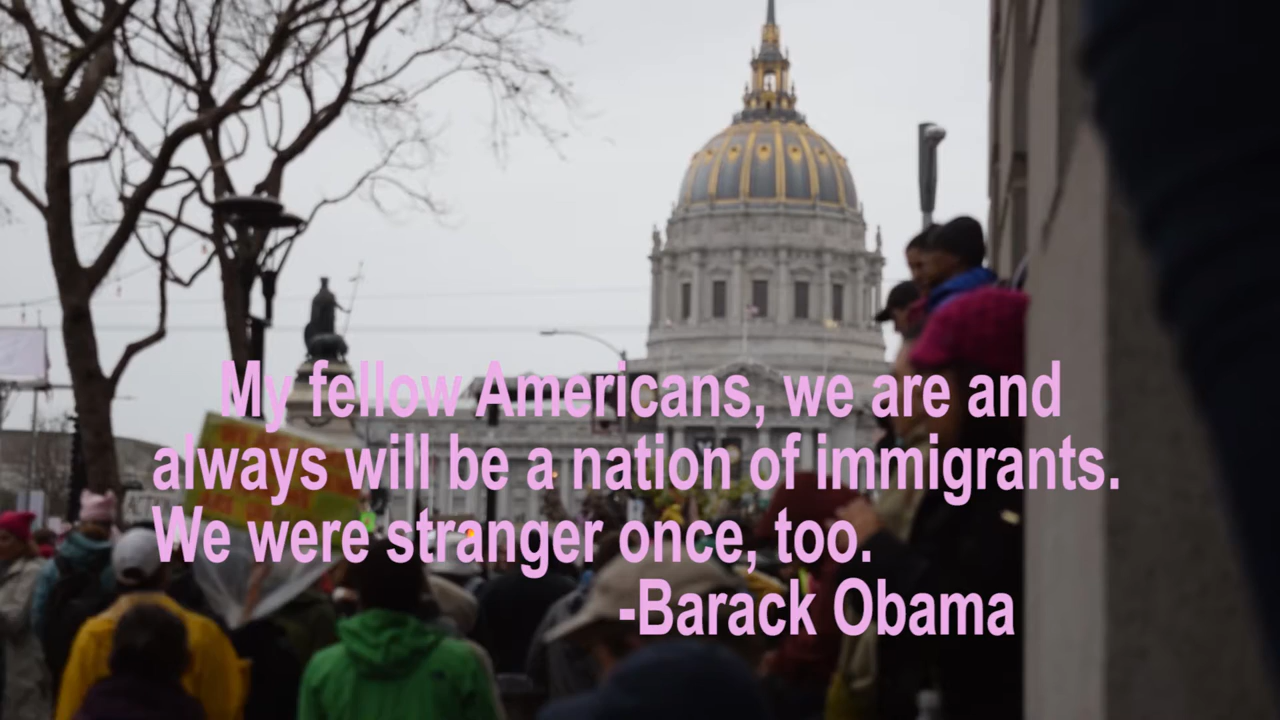 My fellow Americans, we are and
always will be a nation of immigrants.
We were stranger once, too.
-Barack Obama